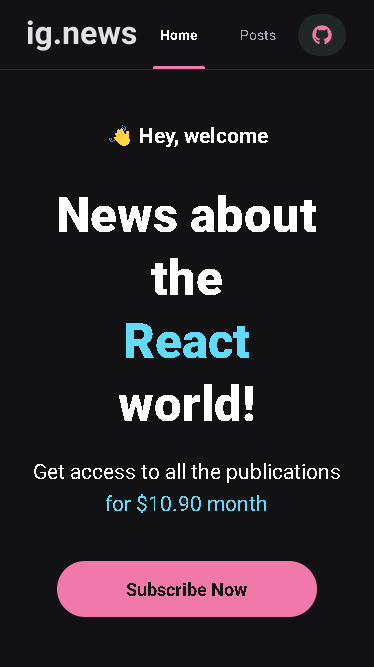 ig.news Home Posts
👋 Hey, welcome
News about
the
React
world!
Get access to all the publications
for $10.90 month
Subscribe Now